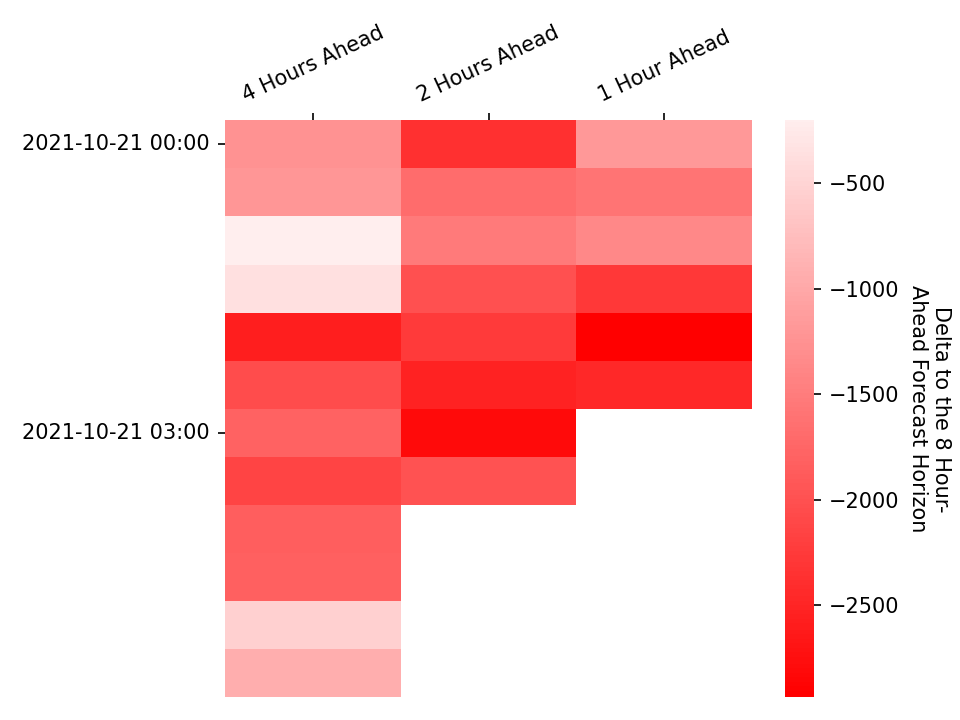 4 Hours Ahead
2 Hours Ahead
1 Hour Ahead
2021-10-21 00:00
2021-10-21 03:00
−500
−1000
−1500
−2000
−2500
Delta to the 8 Hour-
Ahead Forecast Horizon